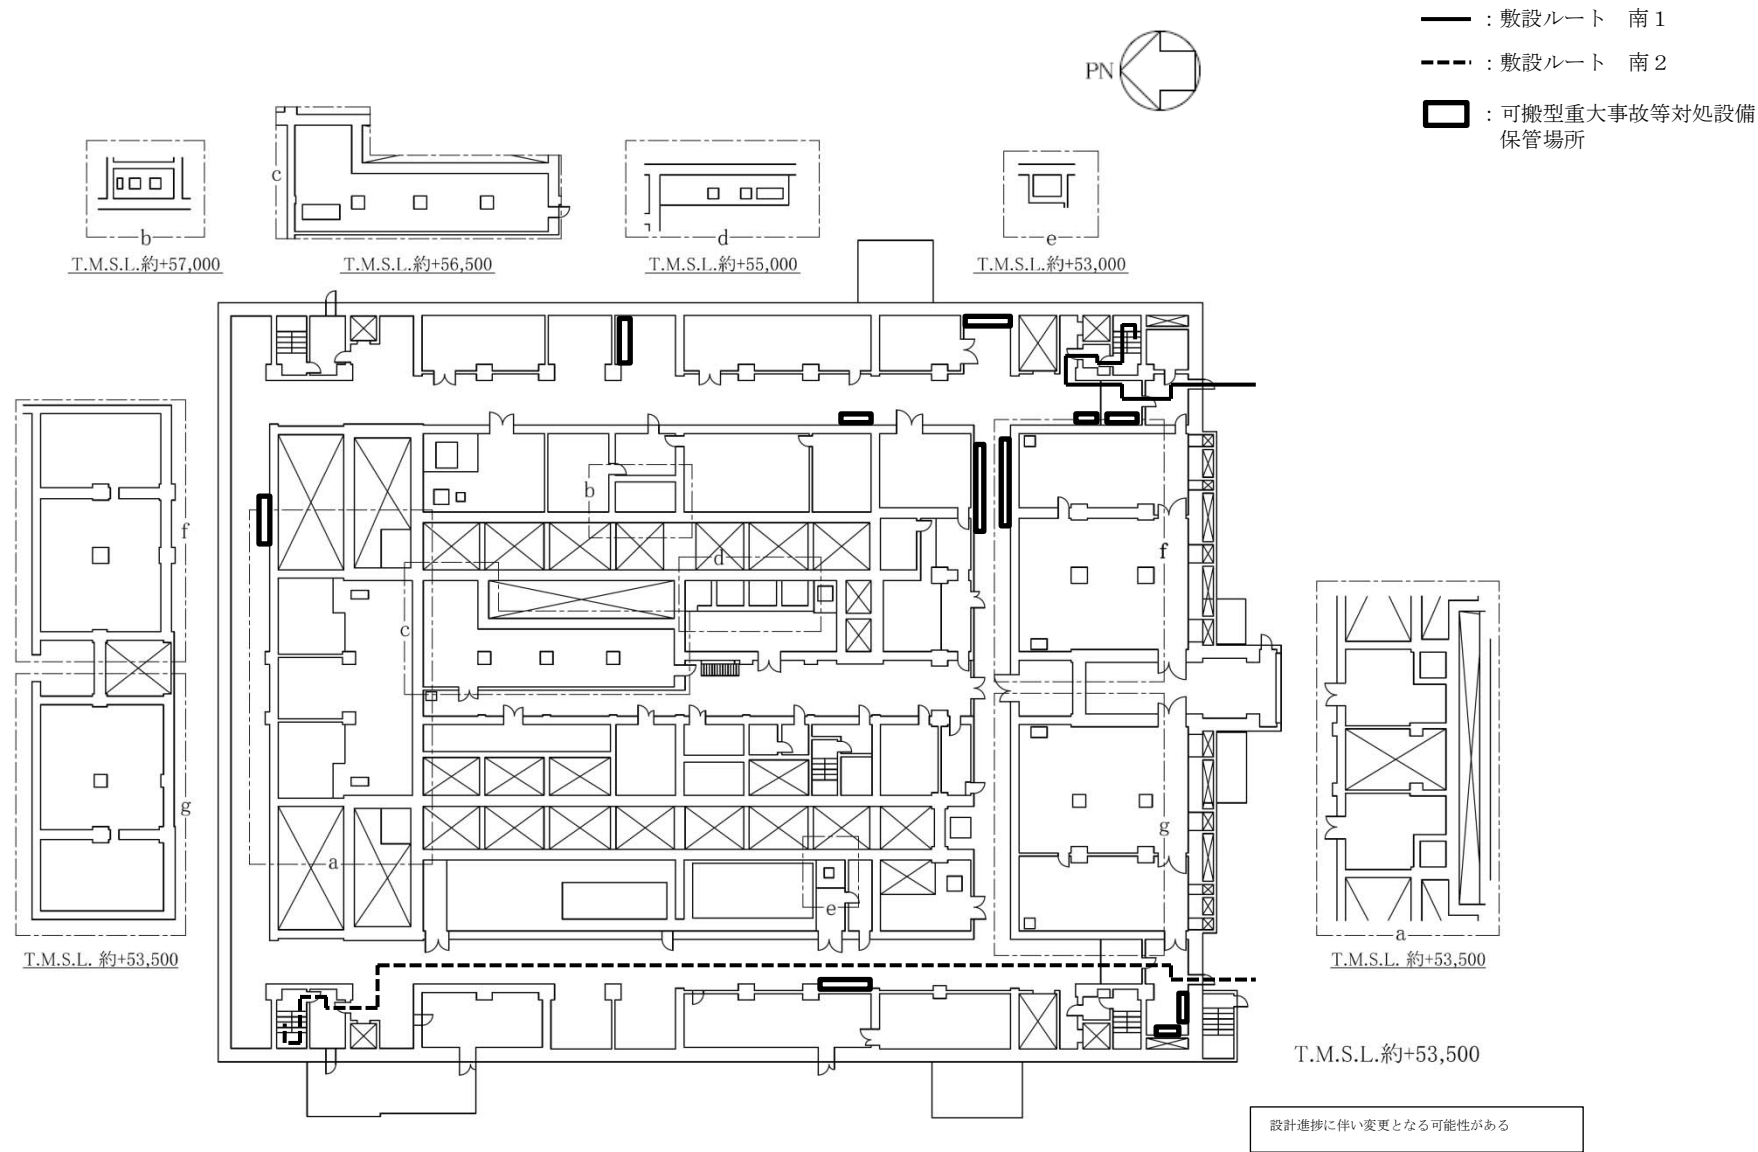 ：敷設ルート　南１
：敷設ルート　南２
：可搬型重大事故等対処設備
保管場所
PN
c
b
d
e
T.M.S.L.約+57,000
T.M.S.L.約+56,500
T.M.S.L.約+55,000
T.M.S.L.約+53,000
b
f
f
d
c
g
g
a
e
a
T.M.S.L. 約+53,500
T.M.S.L. 約+53,500
T.M.S.L.約+53,500
設計進捗に伴い変更となる可能性がある